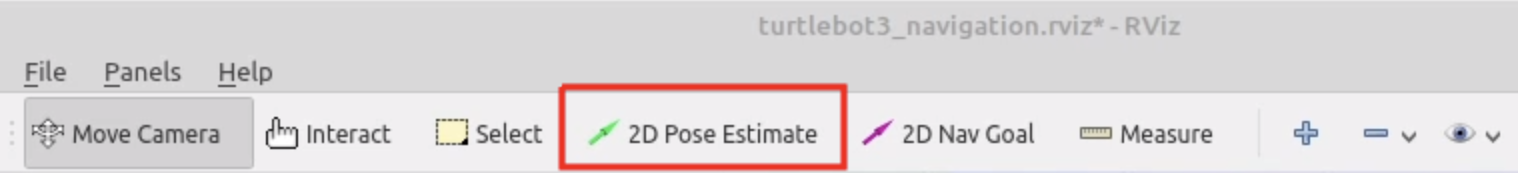 turtlebot3_navigation.rviz* - RViz
File Panels Help
Move Camera Interact Select 2D Pose Estimate 2D Nav Goal Measure